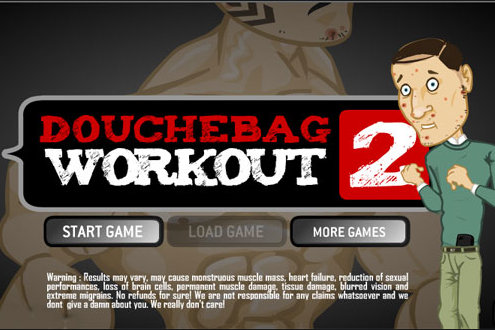 DOUCHEBAG
WORKOUT 2
START GAME
LOAD GAME
MORE GAMES
Warning : Results may vary, may cause monstruous muscle mass, heart failure, reduction of sexual
performances, loss of brain cells, permanent muscle damage, tissue damage, blurred vision and
extreme migrains. No refunds for sure! We are not responsible for any claims whatsoever and we
dont give a damn about you. We really don't care!